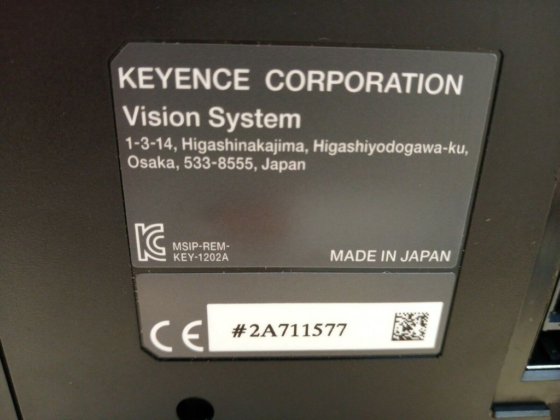 KEYENCE CORPORATION
Vision System
1-3-14, Higashinakajima, Higashiyodogawa-ku,
Osaka, 533-8555, Japan
MSIP-REM-
KEY-1202A
MADE IN JAPAN
CE #2A711577